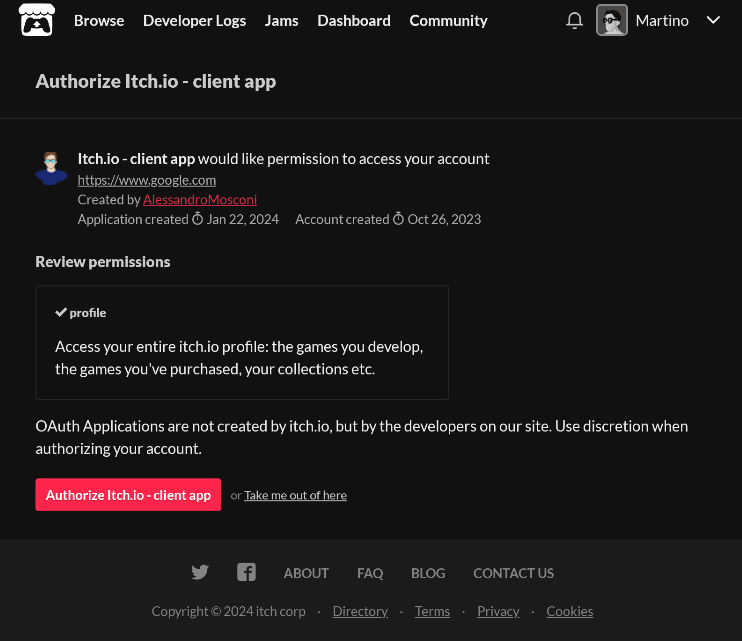 Browse Developer Logs Jams Dashboard Community Martino
Authorize Itch.io - client app
Itch.io - client app would like permission to access your account
https://www.google.com
Created by AlessandroMosconi
Application created Jan 22, 2024 Account created Oct 26, 2023
Review permissions
profile
Access your entire itch.io profile: the games you develop,
the games you've purchased, your collections etc.
OAuth Applications are not created by itch.io, but by the developers on our site. Use discretion when
authorizing your account.
Authorize Itch.io - client app or Take me out of here
ABOUT FAQ BLOG CONTACT US
Copyright © 2024 itch corp · Directory · Terms · Privacy · Cookies